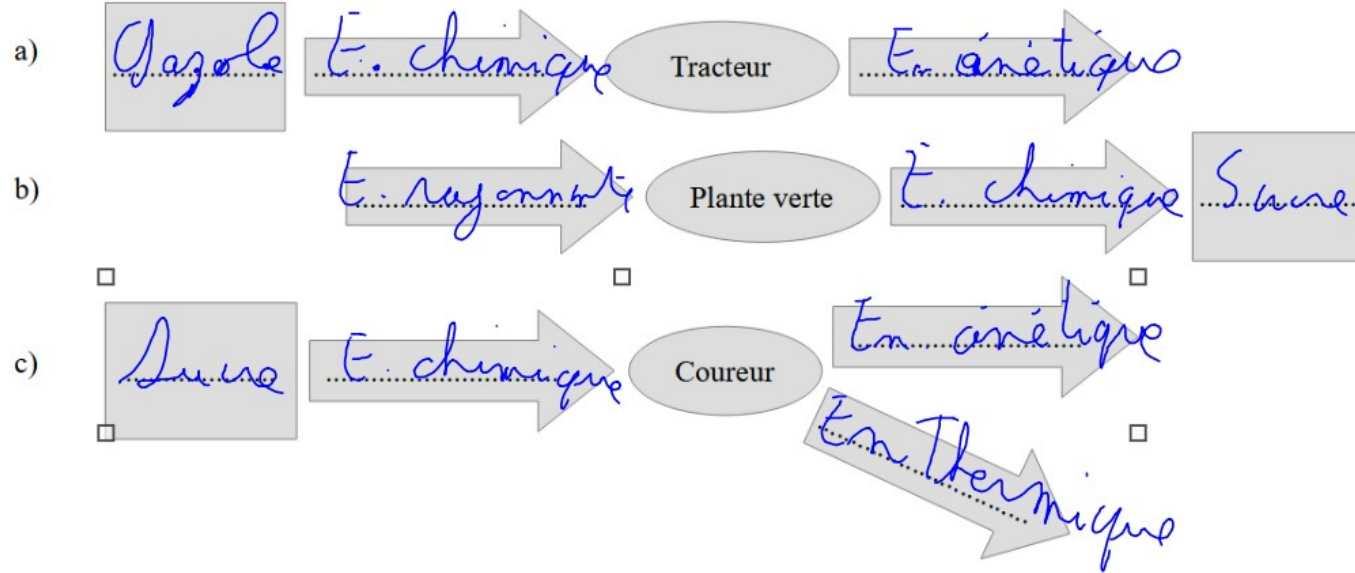 a) Gazole E. chimique Tracteur En cinétique
b) E. rayonnante Plante verte E. chimique Sucre
c) Sucre E. chimique Coureur En. cinétique
En Thermique